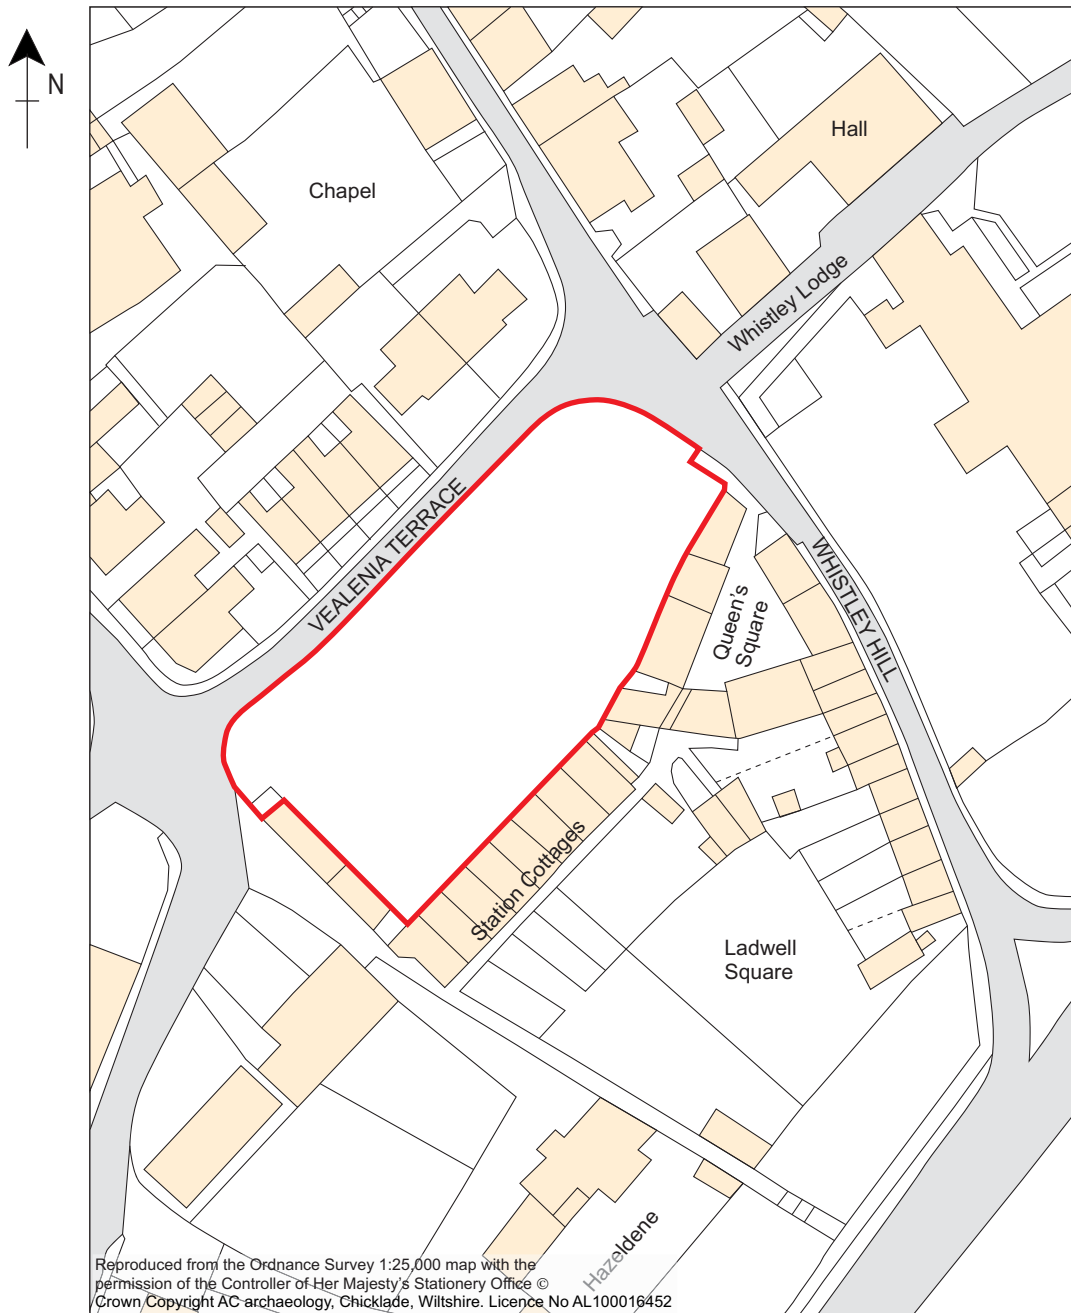 N
Hall
Chapel
Whistley Lodge
VEALENIA TERRACE
WHISTLEY HILL
Queen's
Square
Station Cottages
Ladwell
Square
Hazeldene
Reproduced from the Ordnance Survey 1:25,000 map with the
permission of the Controller of Her Majesty's Stationery Office ©
Crown Copyright AC archaeology, Chicklade, Wiltshire. Licence No AL100016452